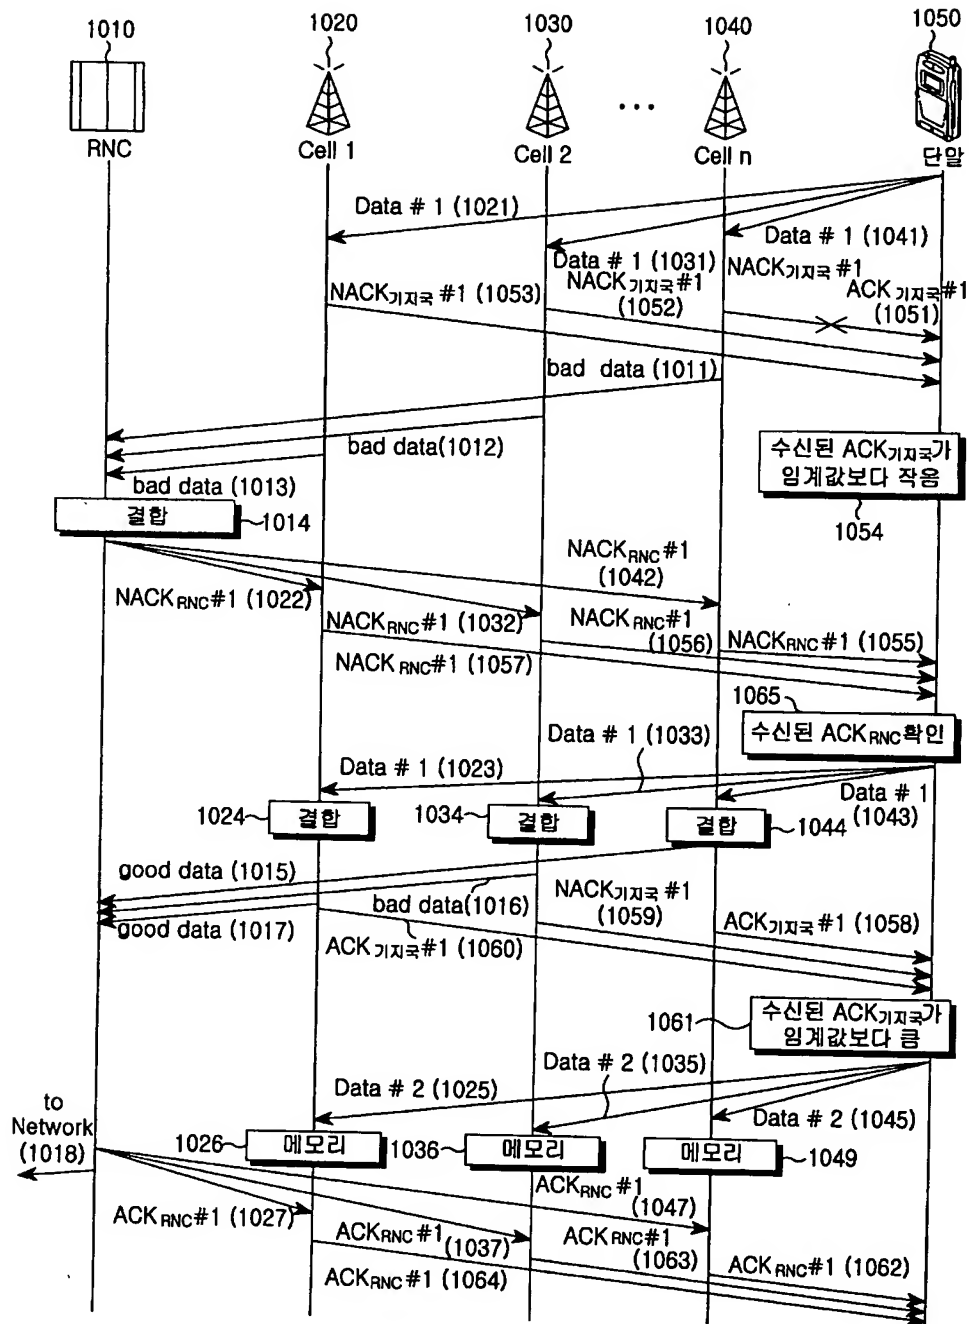 1010
1020
1030
1040
1050
RNC
Cell 1
Cell 2
...
Cell n
단말
Data # 1 (1021)
Data # 1 (1031)
Data # 1 (1041)
NACK기지국 #1 (1053)
NACK기지국 #1
(1052)
NACK기지국 #1
ACK기지국 #1
(1051)
bad data (1011)
bad data(1012)
bad data (1013)
수신된 ACK기지국가
임계값보다 작음
1054
결합
1014
NACKRNC#1
(1042)
NACKRNC#1 (1022)
NACKRNC#1 (1032)
NACKRNC#1
(1056)
NACKRNC#1 (1055)
NACKRNC#1 (1057)
1065
수신된 ACKRNC확인
Data # 1 (1033)
Data # 1 (1023)
Data # 1
(1043)
1024
결합
1034
결합
결합
1044
good data (1015)
bad data(1016)
good data (1017)
NACK기지국 #1
(1059)
ACK기지국 #1 (1058)
ACK기지국 #1 (1060)
1061
수신된 ACK기지국가
임계값보다 큼
Data # 2 (1035)
Data # 2 (1025)
Data # 2 (1045)
to
Network
(1018)
1026
메모리
1036
메모리
메모리
1049
ACKRNC#1
(1047)
ACKRNC#1 (1027)
ACKRNC#1
(1037)
ACKRNC#1
(1063)
ACKRNC#1 (1062)
ACKRNC#1 (1064)